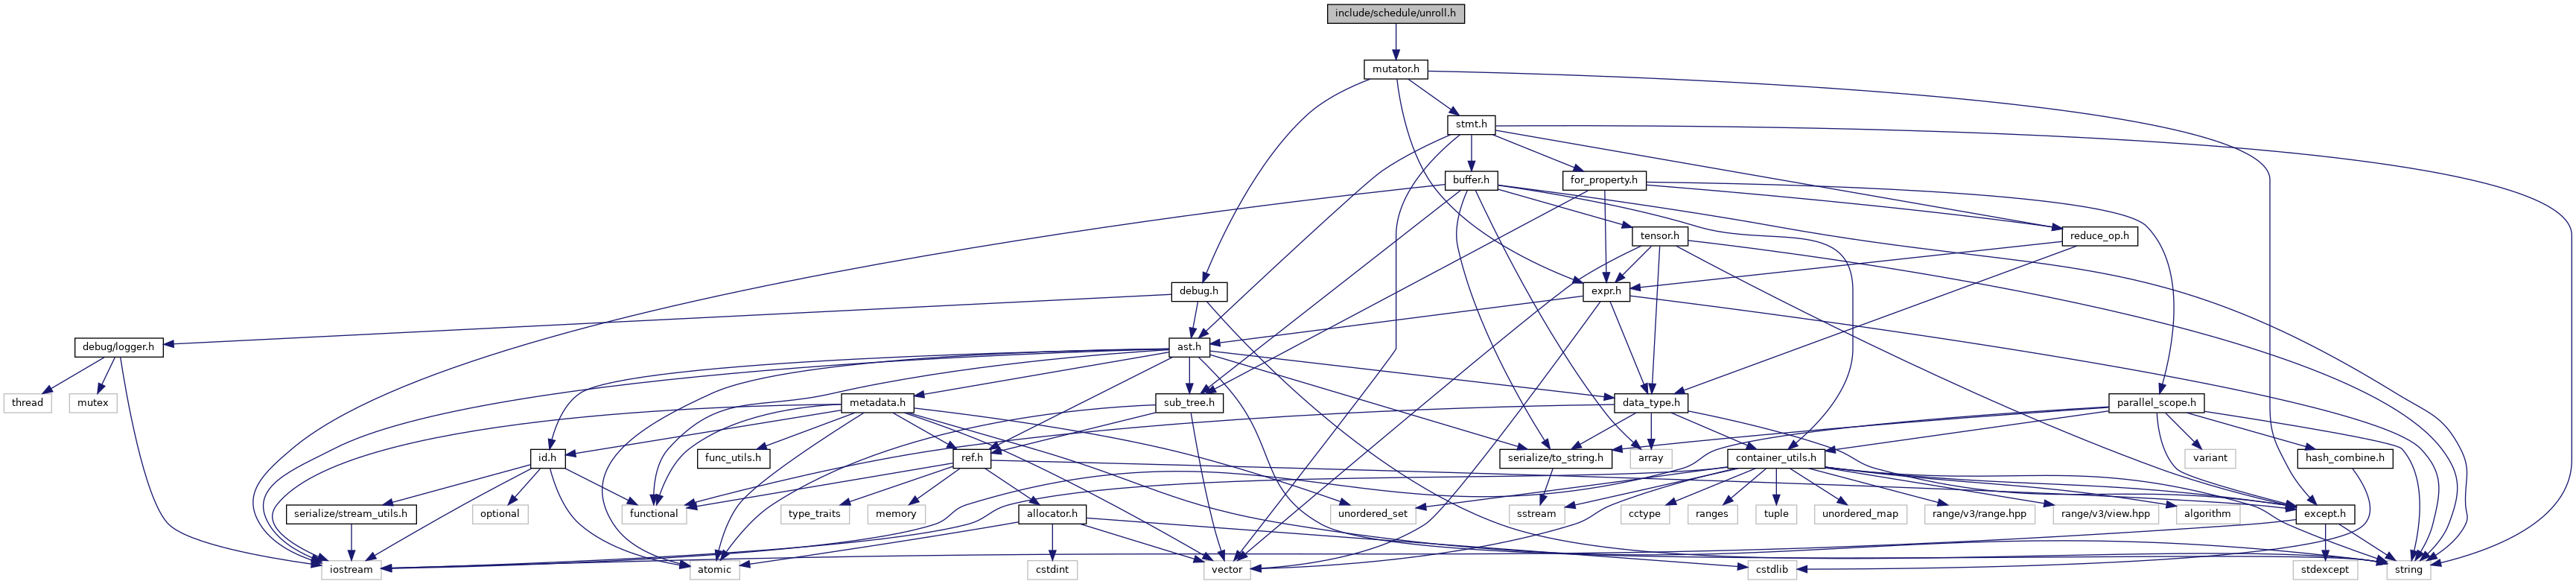 include/schedule/unroll.h
mutator.h
stmt.h
buffer.h
for_property.h
tensor.h
reduce_op.h
debug.h
expr.h
debug/logger.h
ast.h
thread
mutex
metadata.h
sub_tree.h
data_type.h
parallel_scope.h
id.h
func_utils.h
ref.h
serialize/to_string.h
array
container_utils.h
variant
hash_combine.h
serialize/stream_utils.h
optional
functional
type_traits
memory
allocator.h
unordered_set
sstream
cctype
ranges
tuple
unordered_map
range/v3/range.hpp
range/v3/view.hpp
algorithm
except.h
iostream
atomic
cstdint
vector
cstdlib
stdexcept
string